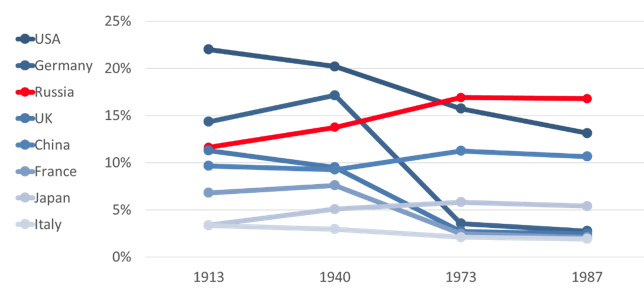 25%
USA
Germany
20%
Russia
15%
UK
China
10%
France
5%
Japan
Italy
0%
1913 1940 1973 1987